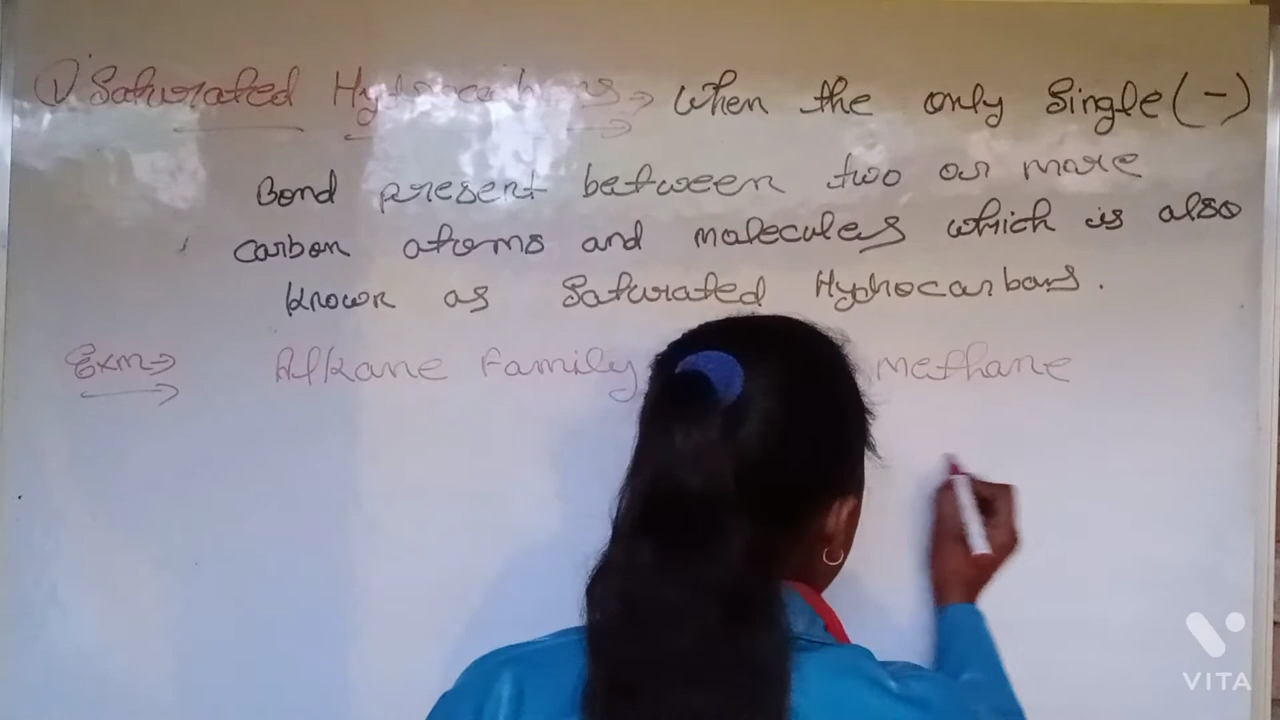 1) Saturated Hydrocarbons → When the only Single (-)
Bond present between two or more
carbon atoms and molecules which is also
known as Saturated Hydrocarbons.
Exm → Alkane Family methane
VITA